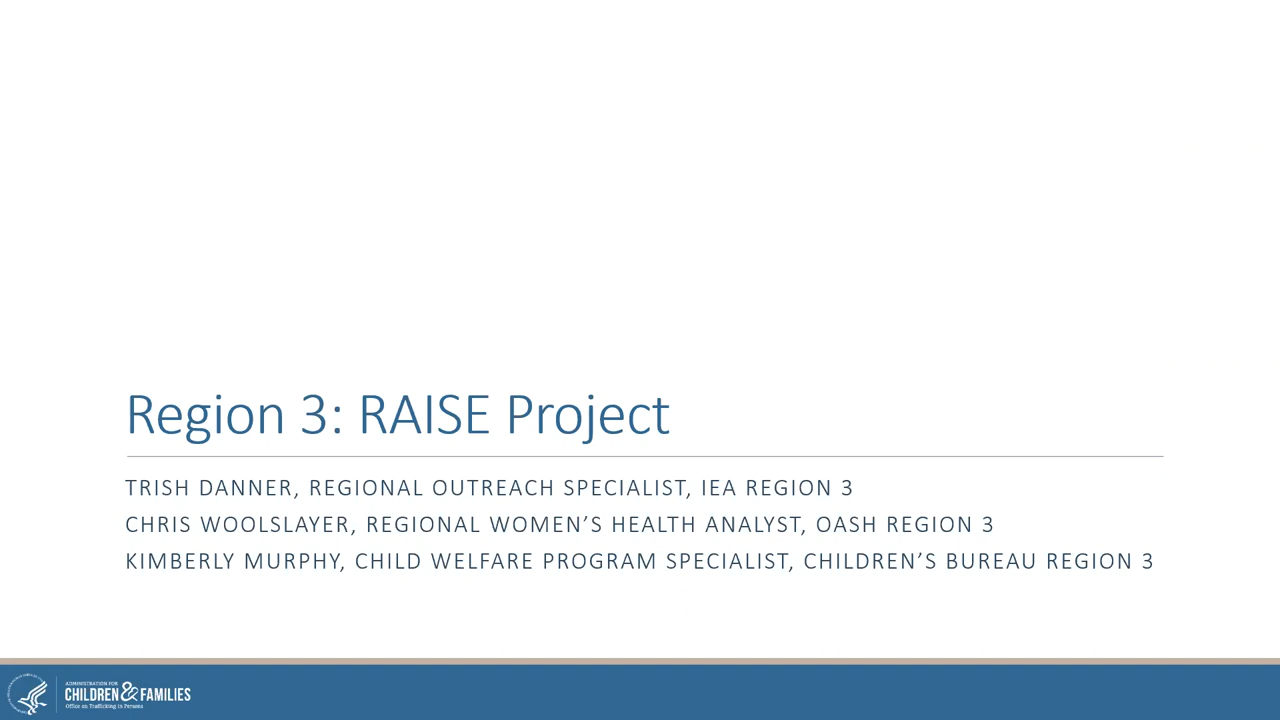 Region 3: RAISE Project
TRISH DANNER, REGIONAL OUTREACH SPECIALIST, IEA REGION 3
CHRIS WOOLSLAYER, REGIONAL WOMEN’S HEALTH ANALYST, OASH REGION 3
KIMBERLY MURPHY, CHILD WELFARE PROGRAM SPECIALIST, CHILDREN’S BUREAU REGION 3
ADMINISTRATION FOR
CHILDREN & FAMILIES
Office on Trafficking in Persons